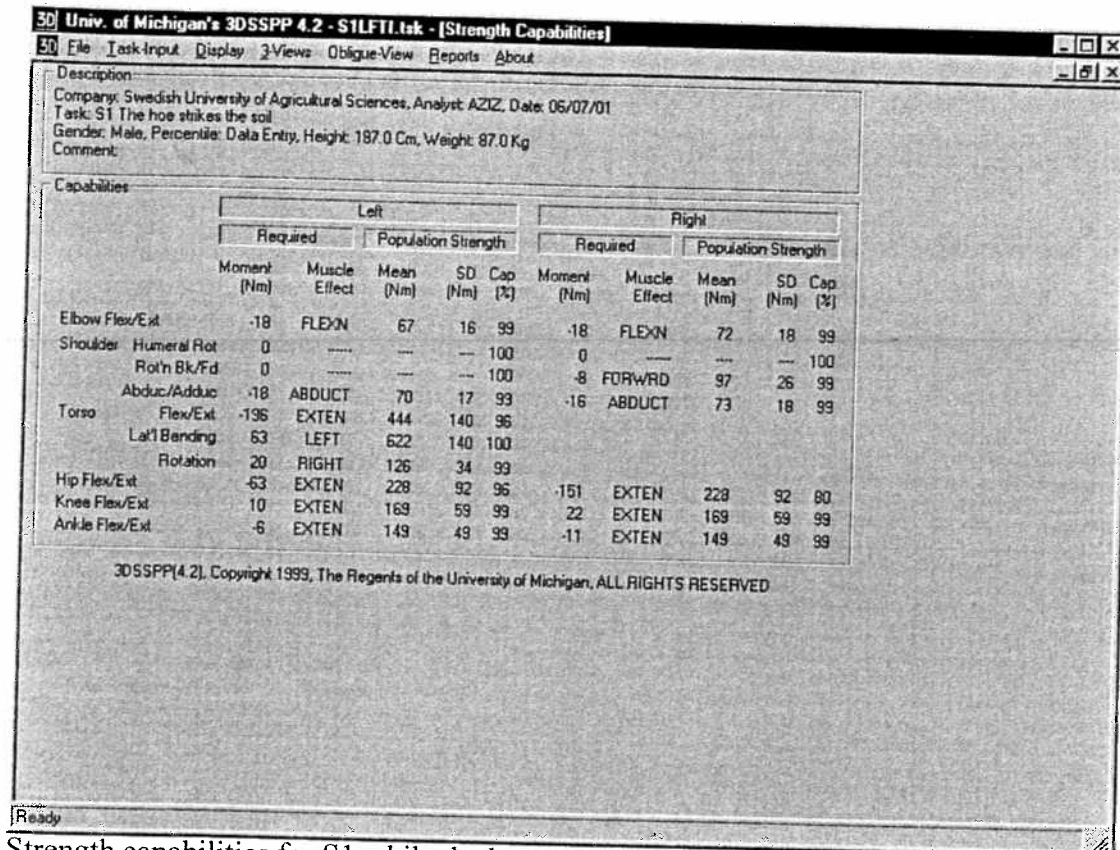 3D Univ. of Michigan's 3DSSPP 4.2 - S1LFTI.tsk - [Strength Capabilities]
3D File Task-Input Display 3-Views Oblique-View Reports About
Description
Company: Swedish University of Agricultural Sciences, Analyst: AZIZ, Date: 06/07/01
Task: S1 The hoe strikes the soil
Gender: Male, Percentile: Data Entry, Height: 187.0 Cm, Weight: 87.0 Kg
Comment:
Capabilities
Left Right
Required Population Strength Required Population Strength
Moment Muscle Mean SD Cap Moment Muscle Mean SD Cap
(Nm) Effect (Nm) (Nm) (%) (Nm) Effect (Nm) (Nm) (%)
Elbow Flex/Ext -18 FLEXN 67 16 99 -18 FLEXN 72 18 99
Shoulder Humeral Rot 0 ----- ---- --- 100 0 ----- ---- --- 100
Rot'n Bk/Fd 0 ----- ---- --- 100 -8 FORWRD 97 26 99
Abduc/Adduc -18 ABDUCT 70 17 99 -16 ABDUCT 73 18 99
Torso Flex/Ext -196 EXTEN 444 140 96
Lat'l Bending 63 LEFT 622 140 100
Rotation 20 RIGHT 126 34 99
Hip Flex/Ext -63 EXTEN 228 92 96 -151 EXTEN 228 92 80
Knee Flex/Ext 10 EXTEN 169 59 99 22 EXTEN 169 59 99
Ankle Flex/Ext -6 EXTEN 149 49 99 -11 EXTEN 149 49 99
3DSSPP(4.2), Copyright 1999, The Regents of the University of Michigan, ALL RIGHTS RESERVED
Ready
Strength capabilities for S1